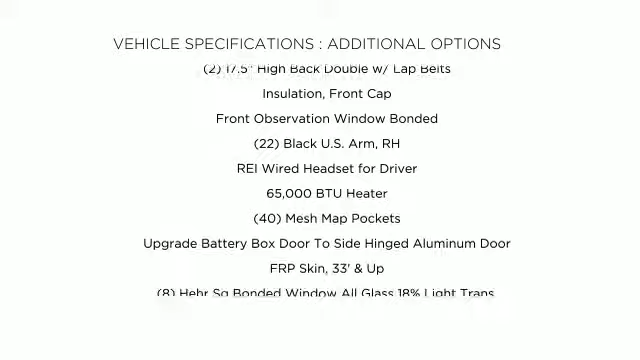 VEHICLE SPECIFICATIONS : ADDITIONAL OPTIONS
(2) 17.5" High Back Double w/ Lap Belts
Insulation, Front Cap
Front Observation Window Bonded
(22) Black U.S. Arm, RH
REI Wired Headset for Driver
65,000 BTU Heater
(40) Mesh Map Pockets
Upgrade Battery Box Door To Side Hinged Aluminum Door
FRP Skin, 33' & Up
(8) Hehr Sq Bonded Window All Glass 18% Light Trans